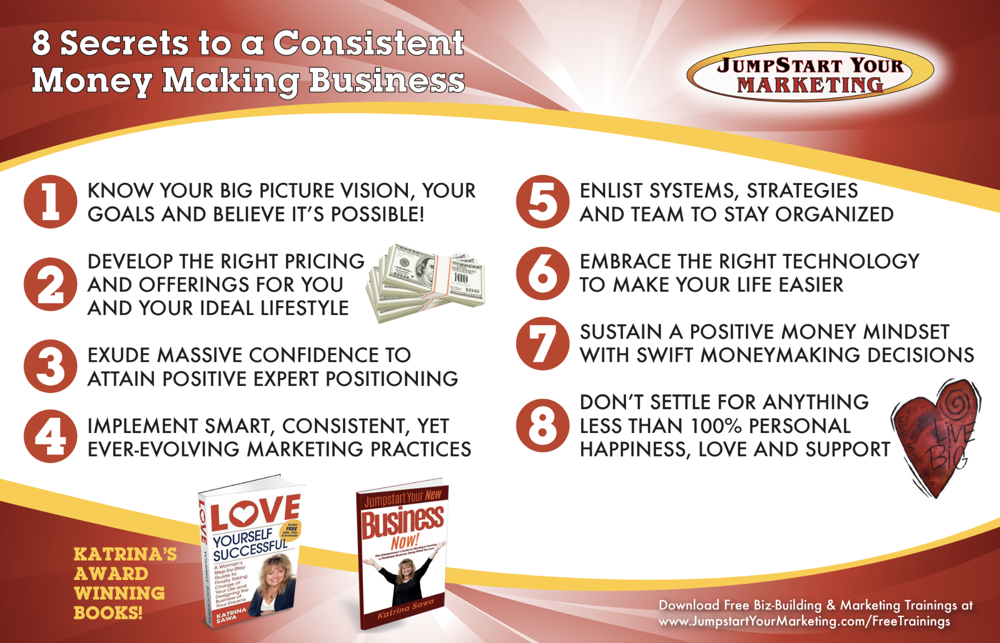 8 Secrets to a Consistent
Money Making Business
JUMPSTART YOUR
MARKETING
1
KNOW YOUR BIG PICTURE VISION, YOUR
GOALS AND BELIEVE IT'S POSSIBLE!
2
DEVELOP THE RIGHT PRICING
AND OFFERINGS FOR YOU
AND YOUR IDEAL LIFESTYLE
100
100
3
EXUDE MASSIVE CONFIDENCE TO
ATTAIN POSITIVE EXPERT POSITIONING
4
IMPLEMENT SMART, CONSISTENT, YET
EVER-EVOLVING MARKETING PRACTICES
5
ENLIST SYSTEMS, STRATEGIES
AND TEAM TO STAY ORGANIZED
6
EMBRACE THE RIGHT TECHNOLOGY
TO MAKE YOUR LIFE EASIER
7
SUSTAIN A POSITIVE MONEY MINDSET
WITH SWIFT MONEYMAKING DECISIONS
8
DON'T SETTLE FOR ANYTHING
LESS THAN 100% PERSONAL
HAPPINESS, LOVE AND SUPPORT
LIVE
BIG
KATRINA'S
AWARD
WINNING
BOOKS!
LOVE
YOURSELF SUCCESSFUL
LOVE
YOURSELF
SUCCESSFUL
Includes
FREE
Audio, Video,
& Downloads!
A Woman's
Step-by-Step
Guide to
Finally Taking
Charge of
Your Life and
Designing the
Business of
Your Dreams
KATRINA
SAWA
Jumpstart Your New
Business
Now!
The Entrepreneur's Guide to Starting & Growing
a Profitable Business Doing What You Love
Katrina Sawa
Download Free Biz-Building & Marketing Trainings at
www.JumpstartYourMarketing.com/FreeTrainings